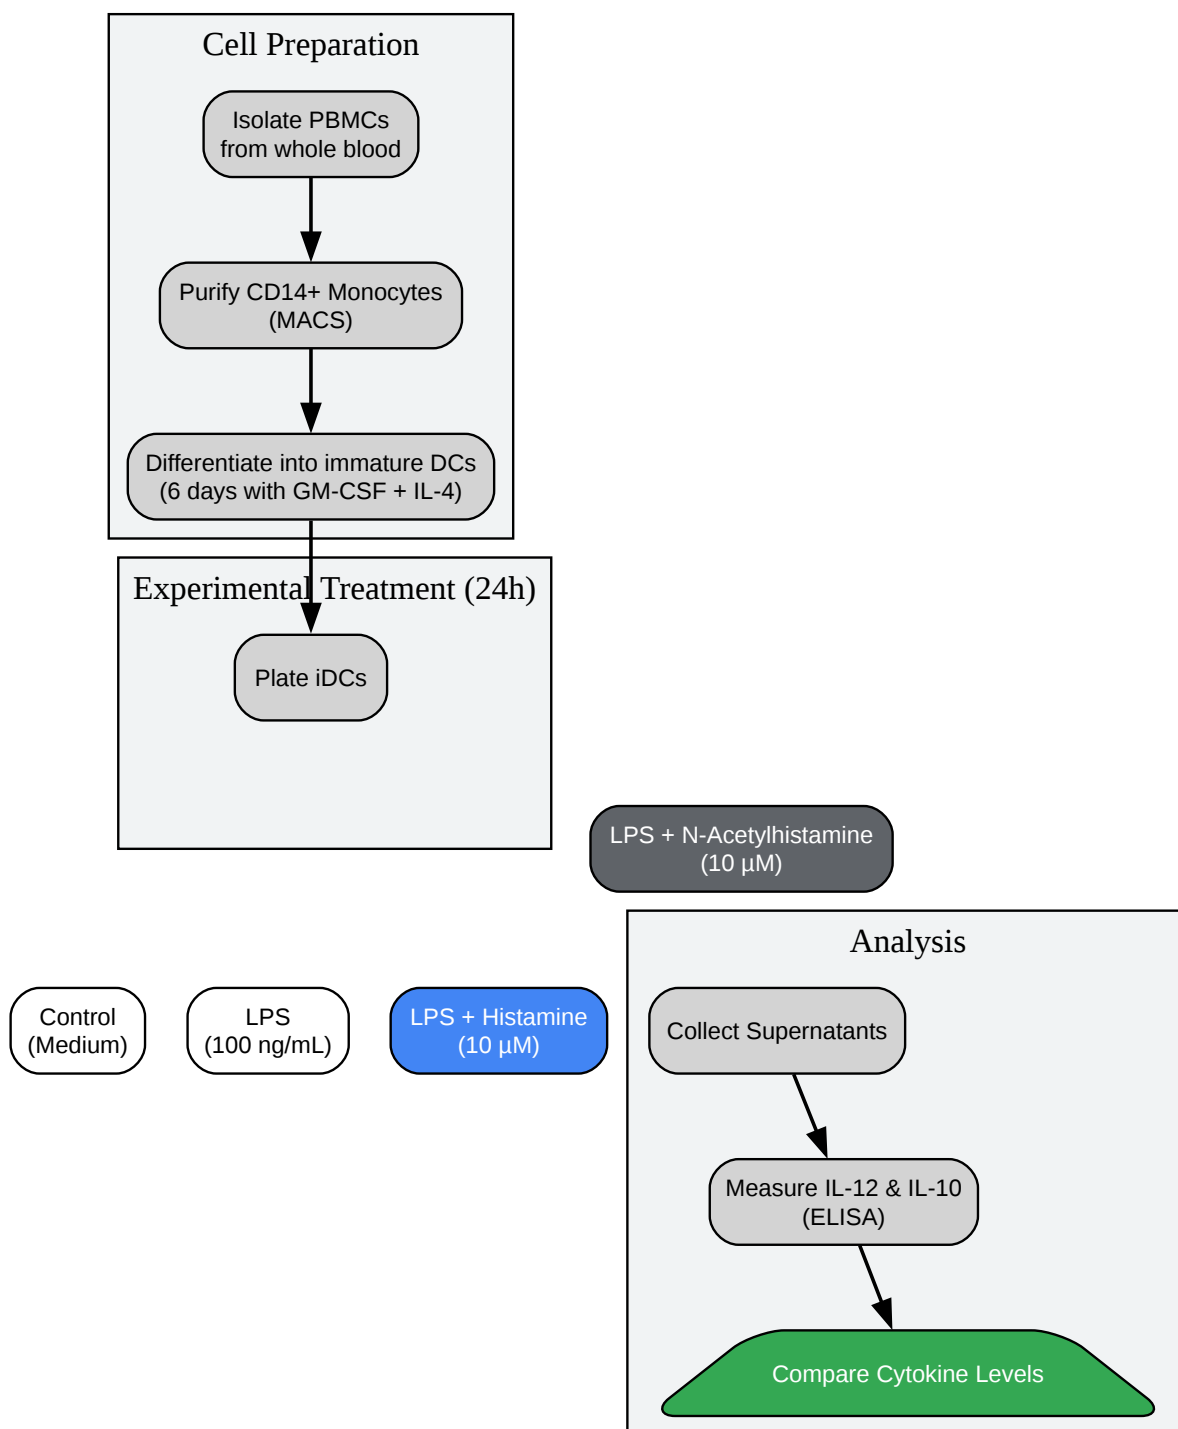 Cell Preparation
Isolate PBMCs
from whole blood
Purify CD14+ Monocytes
(MACS)
Differentiate into immature DCs
(6 days with GM-CSF + IL-4)
Experimental Treatment (24h)
Plate iDCs
LPS + N-Acetylhistamine
(10 µM)
Analysis
Control
(Medium)
LPS
(100 ng/mL)
LPS + Histamine
(10 µM)
Collect Supernatants
Measure IL-12 & IL-10
(ELISA)
Compare Cytokine Levels